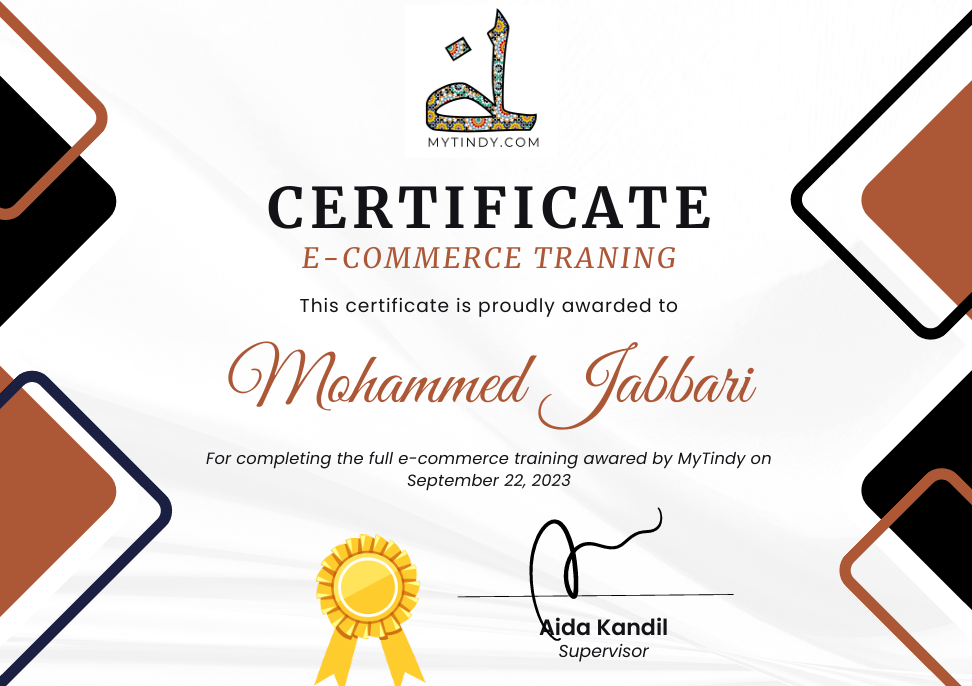 MYTINDY.COM
CERTIFICATE
E-COMMERCE TRANING
This certificate is proudly awarded to
Mohammed Jabbari
For completing the full e-commerce training awared by MyTindy on
September 22, 2023
Aida Kandil
Supervisor